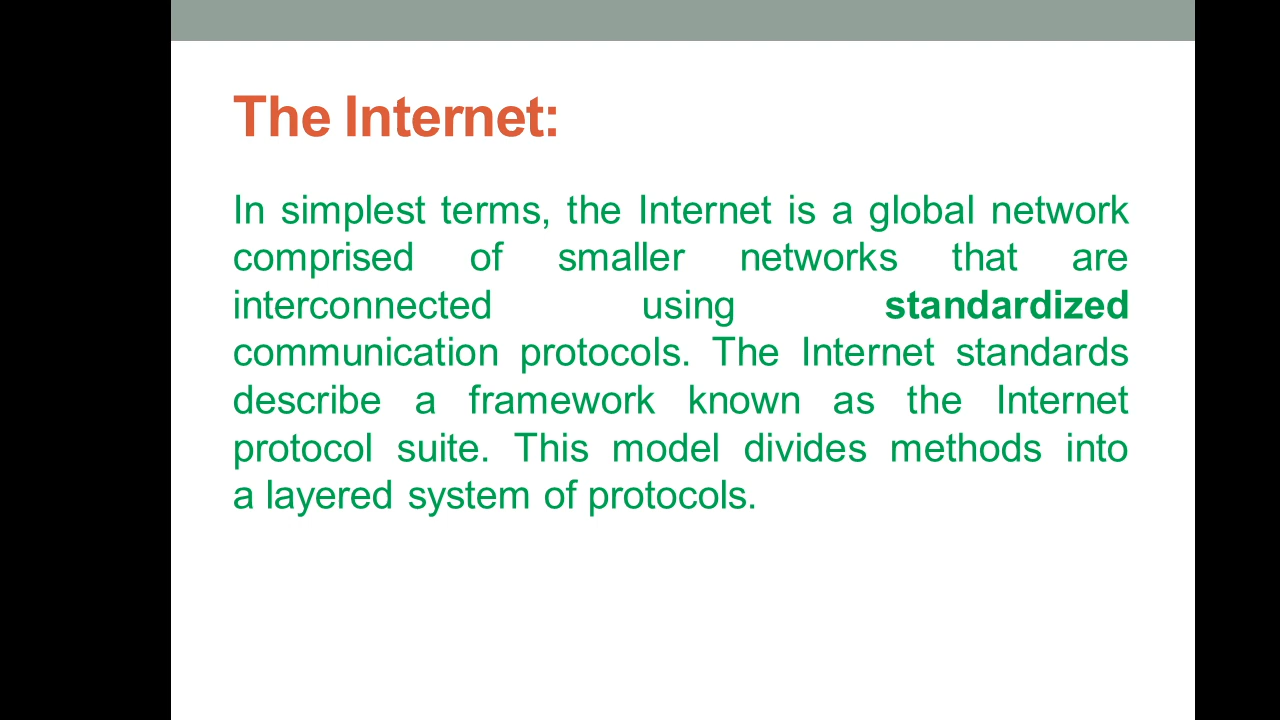 The Internet:
In simplest terms, the Internet is a global network
comprised of smaller networks that are
interconnected using standardized
communication protocols. The Internet standards
describe a framework known as the Internet
protocol suite. This model divides methods into
a layered system of protocols.